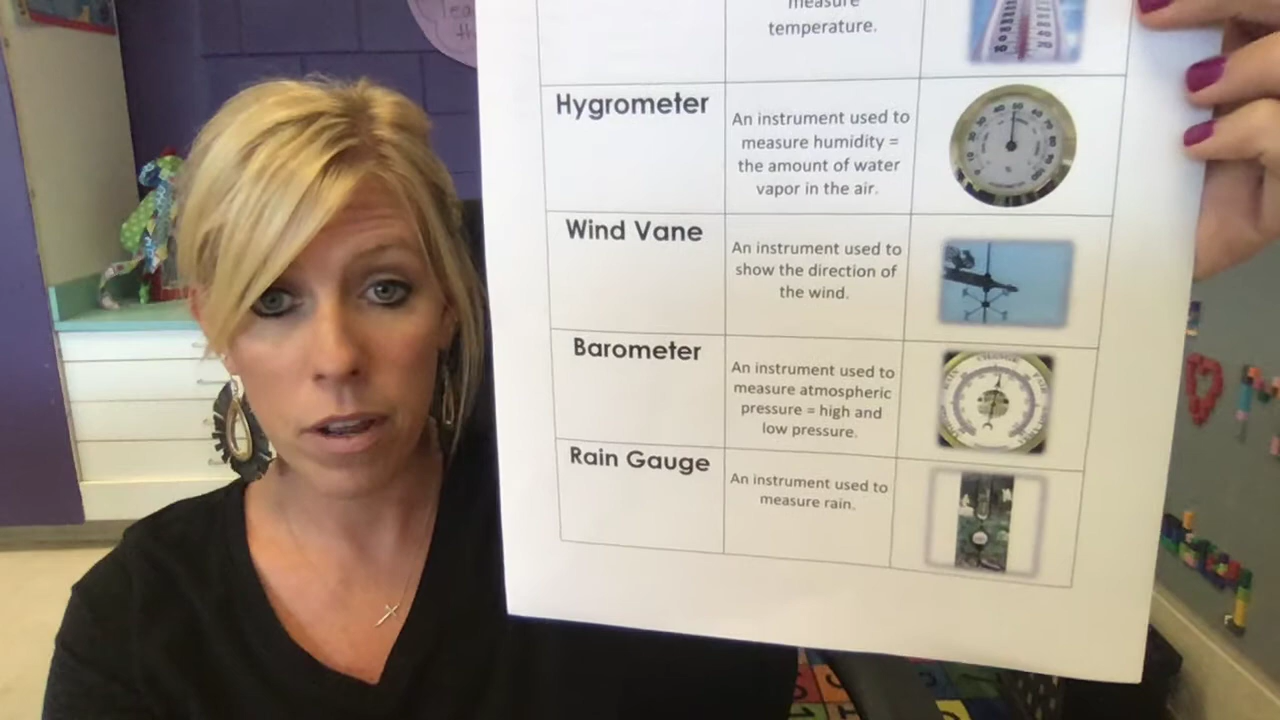 measure
temperature.
Hygrometer
An instrument used to
measure humidity =
the amount of water
vapor in the air.
Wind Vane
An instrument used to
show the direction of
the wind.
Barometer
An instrument used to
measure atmospheric
pressure = high and
low pressure.
Rain Gauge
An instrument used to
measure rain.